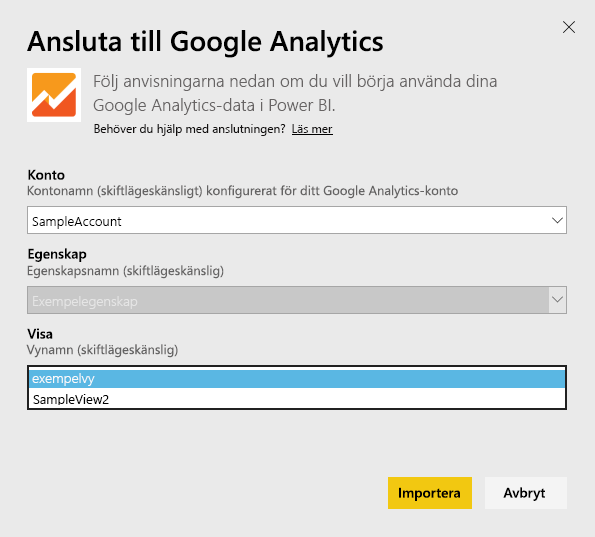 Ansluta till Google Analytics
Följ anvisningarna nedan om du vill börja använda dina
Google Analytics-data i Power BI.
Behöver du hjälp med anslutningen? Läs mer
Konto
Kontonamn (skiftlägeskänsligt) konfigurerat för ditt Google Analytics-konto
SampleAccount
Egenskap
Egenskapsnamn (skiftlägeskänslig)
Exempelegenskap
Visa
Vynamn (skiftlägeskänslig)
exempelvy
SampleView2
Importera Avbryt